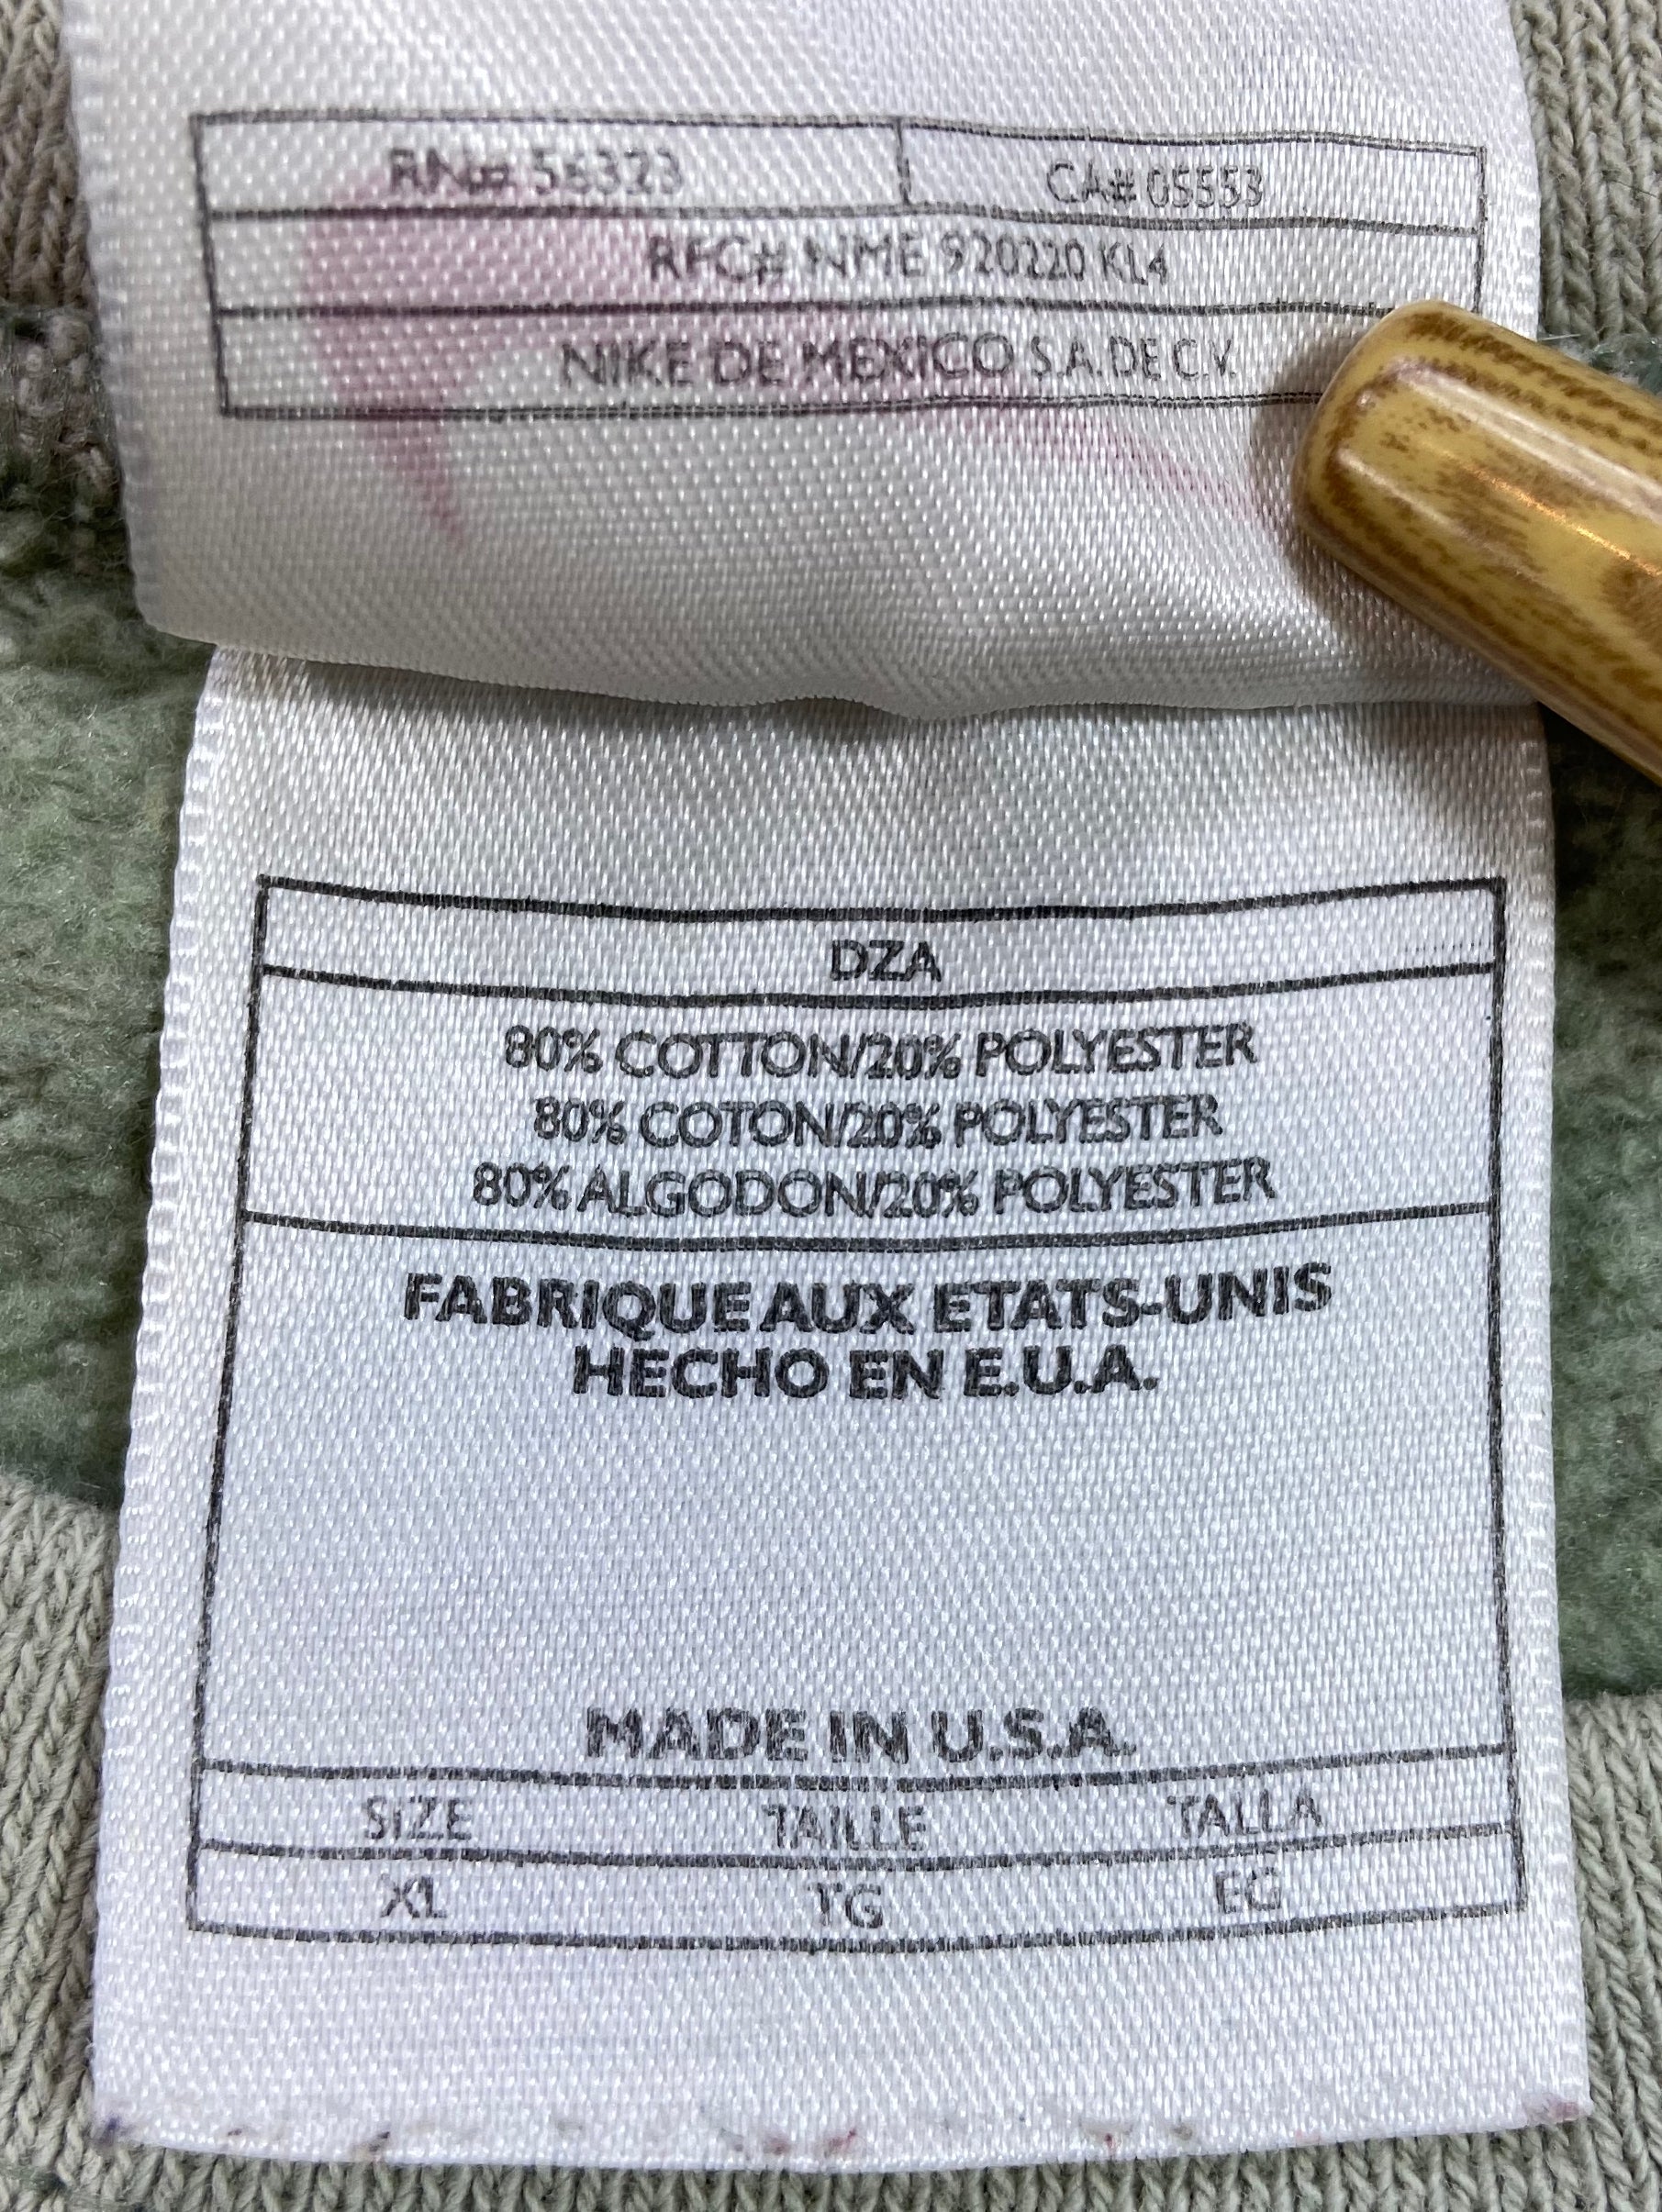 RN# 56323 CA# 05553
RFC# NME 920220 KL4
NIKE DE MEXICO S.A. DE C.V.
DZA
80% COTTON/20% POLYESTER
80% COTON/20% POLYESTER
80% ALGODON/20% POLYESTER
FABRIQUE AUX ETATS-UNIS
HECHO EN E.U.A.
MADE IN U.S.A.
SIZE TAILLE TALLA
XL TG EG